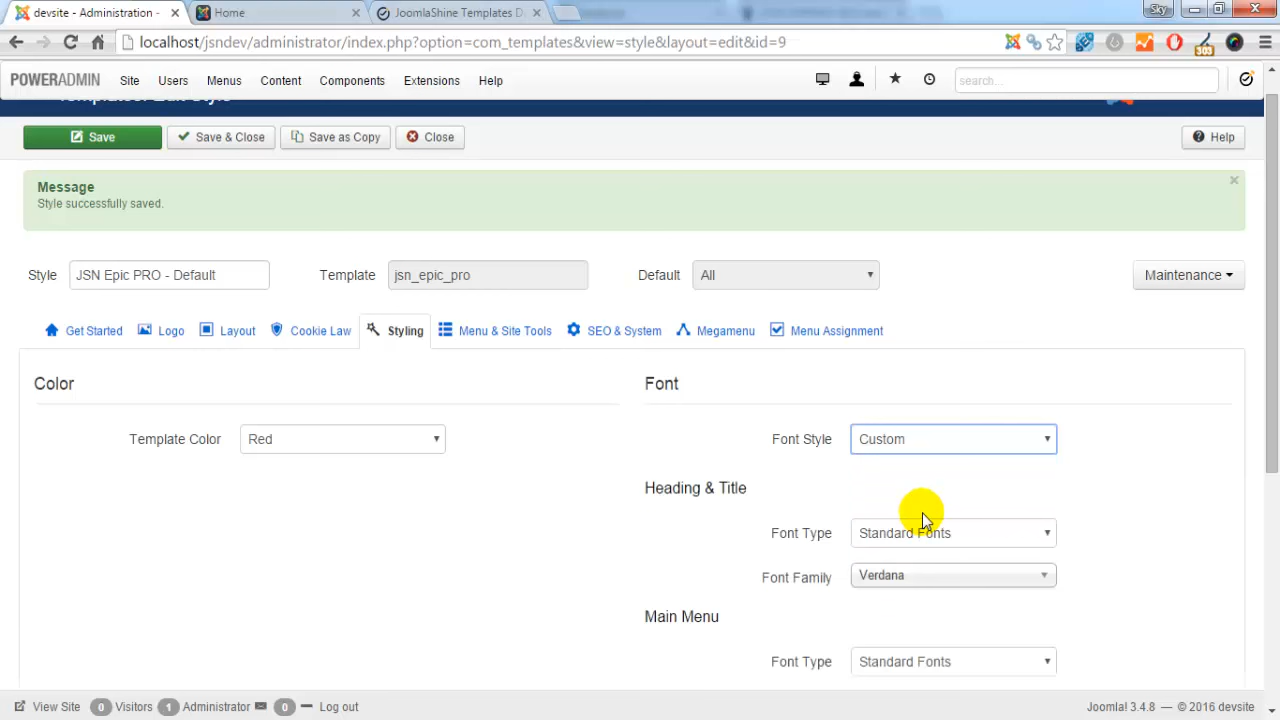 devsite - Administration -
Home
JoomlaShine Templates D
Sky
localhost/jsndev/administrator/index.php?option=com_templates&view=style&layout=edit&id=9
303
POWERADMIN Site Users Menus Content Components Extensions Help
search...
Templates: Edit Style
Save
Save & Close
Save as Copy
Close
Help
Message
Style successfully saved.
Style JSN Epic PRO - Default
Template jsn_epic_pro
Default All
Maintenance
Get Started Logo Layout Cookie Law Styling Menu & Site Tools SEO & System Megamenu Menu Assignment
Color
Font
Template Color Red
Font Style Custom
Heading & Title
Font Type Standard Fonts
Font Family Verdana
Main Menu
Font Type Standard Fonts
View Site 0 Visitors 1 Administrator 0 Log out
Joomla! 3.4.8 — © 2016 devsite